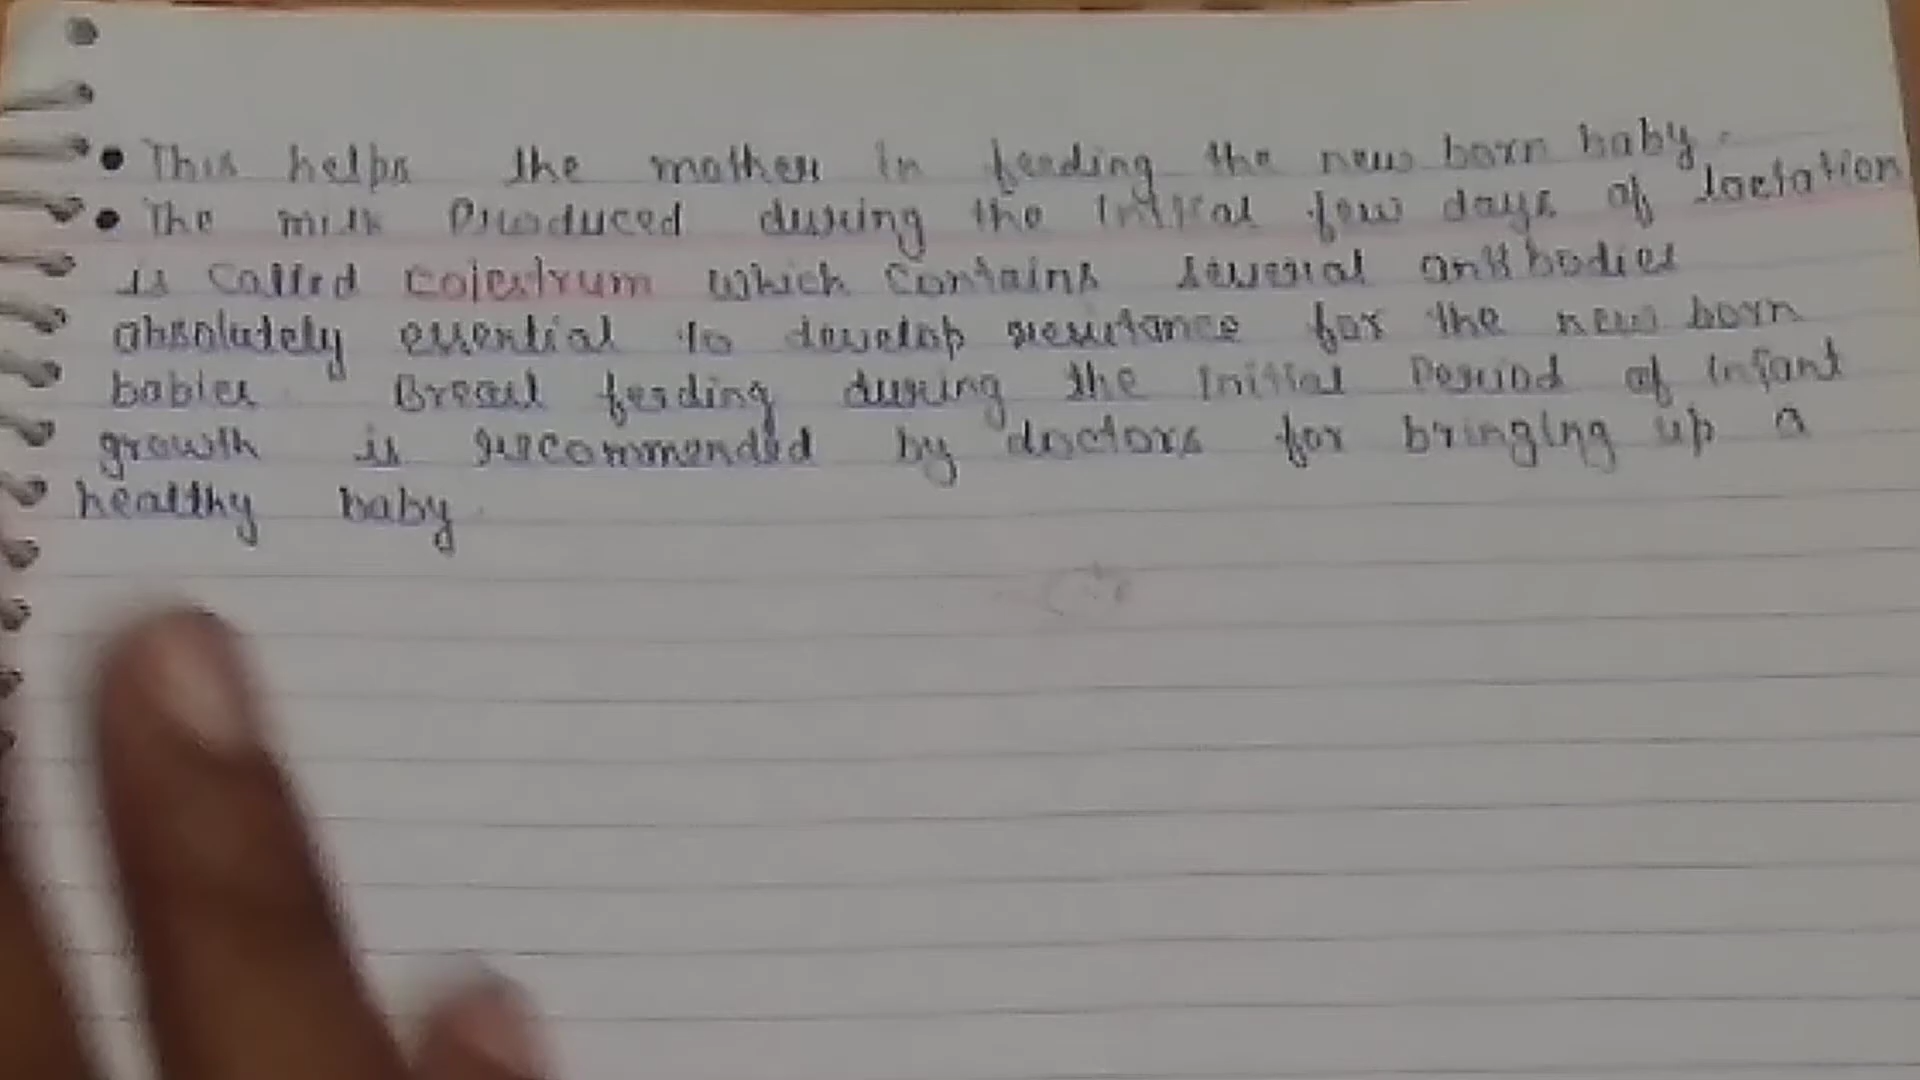 • This helps the mother in feeding the new born baby.
• The milk Produced during the Initial few days of lactation
is called colestrum which contains several antibodies
absolutely essential to develop resistance for the new born
babies. Breast feeding during the Initial Period of Infant
growth is recommended by doctors for bringing up a
healthy baby.